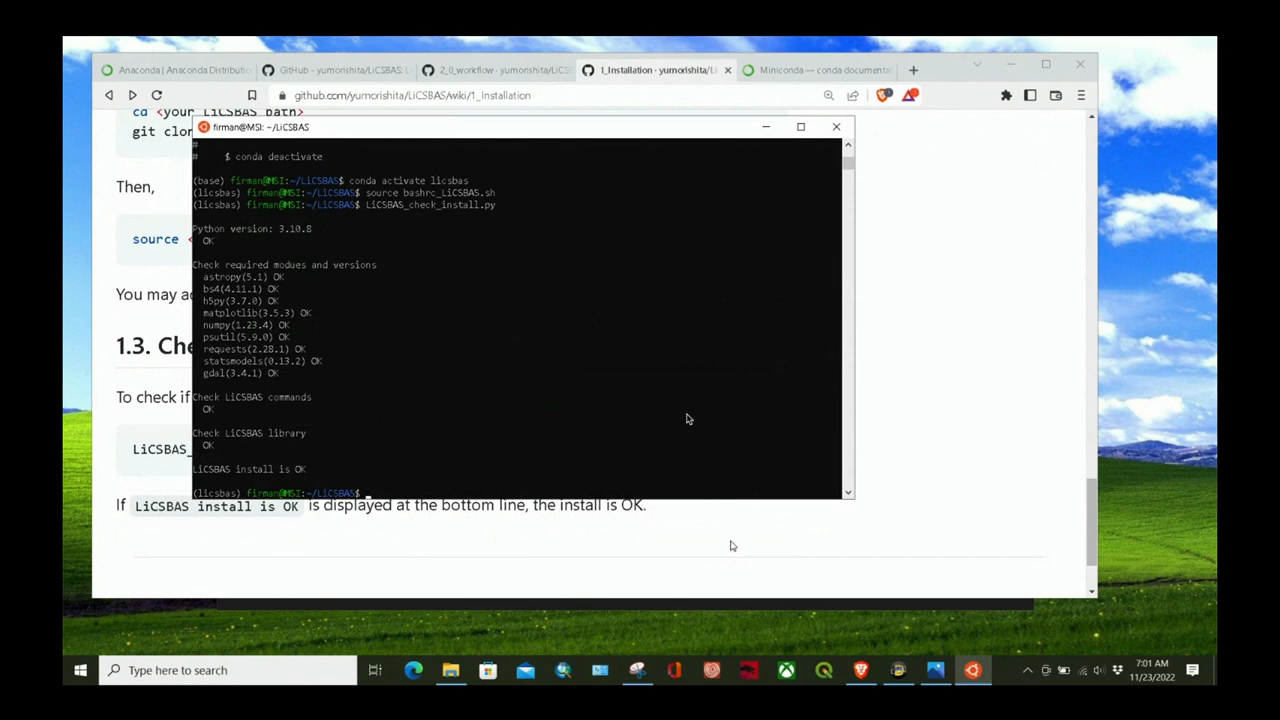 Anaconda | Anaconda Distributi
GitHub - yumorishita/LiCSBAS: L
2_0_workflow · yumorishita/LiCS
1_Installation · yumorishita/Li
Miniconda — conda documenta
github.com/yumorishita/LiCSBAS/wiki/1_Installation
cd <your LiCSBAS path>
git clon
firman@MSI: ~/LiCSBAS
#
# $ conda deactivate
(base) firman@MSI:~/LiCSBAS$ conda activate licsbas
(licsbas) firman@MSI:~/LiCSBAS$ source bashrc_LiCSBAS.sh
(licsbas) firman@MSI:~/LiCSBAS$ LiCSBAS_check_install.py
Then,
Python version: 3.10.8
OK
source <
Check required modues and versions
astropy(5.1) OK
bs4(4.11.1) OK
h5py(3.7.0) OK
You may a
matplotlib(3.5.3) OK
numpy(1.23.4) OK
psutil(5.9.0) OK
1.3. Che
requests(2.28.1) OK
statsmodels(0.13.2) OK
gdal(3.4.1) OK
To check if
Check LiCSBAS commands
OK
Check LiCSBAS library
OK
LiCSBAS_
LiCSBAS install is OK
(licsbas) firman@MSI:~/LiCSBAS$
If LiCSBAS install is OK is displayed at the bottom line, the install is OK.
Type here to search
7:01 AM
11/23/2022